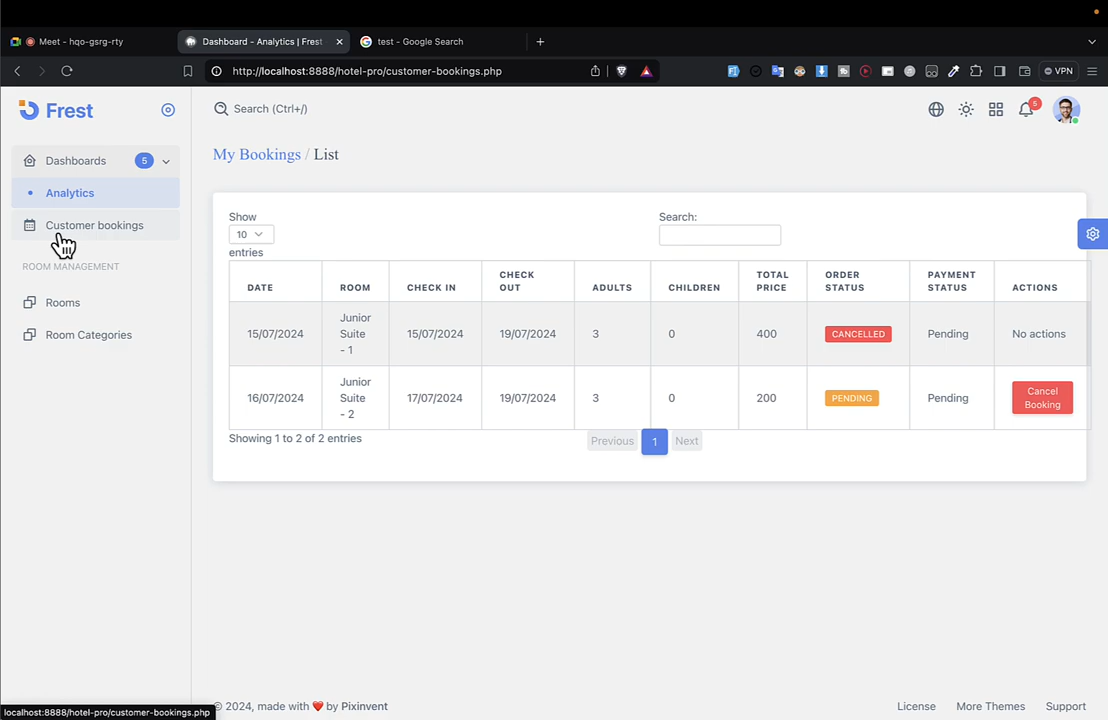 Meet - hqo-gsrg-rty
Dashboard - Analytics | Frest
test - Google Search
http://localhost:8888/hotel-pro/customer-bookings.php
VPN
Frest
Search (Ctrl+/)
5
Dashboards
5
Analytics
Customer bookings
ROOM MANAGEMENT
Rooms
Room Categories
My Bookings / List
Show
10
entries
Search:
DATE
ROOM
CHECK IN
CHECK
OUT
ADULTS
CHILDREN
TOTAL
PRICE
ORDER
STATUS
PAYMENT
STATUS
ACTIONS
15/07/2024
Junior
Suite
- 1
15/07/2024
19/07/2024
3
0
400
CANCELLED
Pending
No actions
16/07/2024
Junior
Suite
- 2
17/07/2024
19/07/2024
3
0
200
PENDING
Pending
Cancel
Booking
Showing 1 to 2 of 2 entries
Previous
1
Next
© 2024, made with ❤️ by Pixinvent
License
More Themes
Support
localhost:8888/hotel-pro/customer-bookings.php